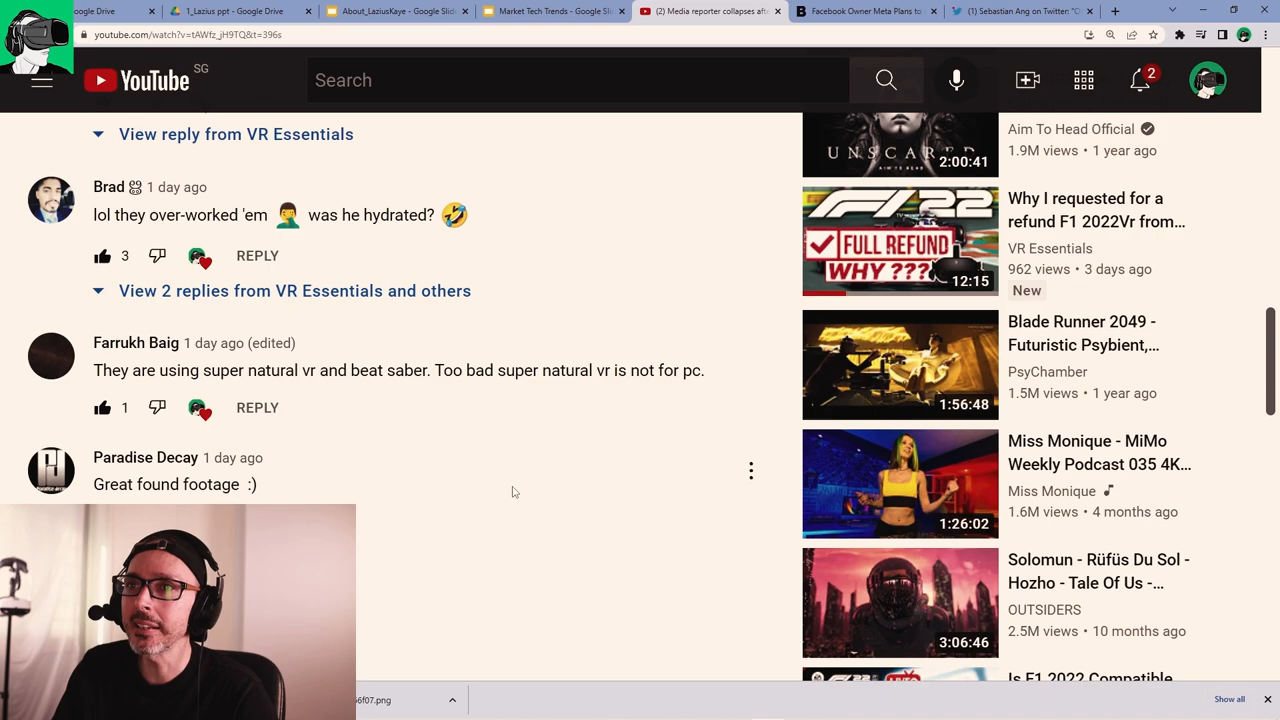 Google Drive
1_Lazius ppt - Google Drive
About_LaziusKaye - Google Slide
Market Tech Trends - Google Sli
(2) Media reporter collapses afte
Facebook Owner Meta Plans to
(1) Sebastian Ang on Twitter: "C
youtube.com/watch?v=tAWfz_jH9TQ&t=396s
YouTube
SG
Search
2
View reply from VR Essentials
Brad
1 day ago
lol they over-worked 'em 🤦‍♂️ was he hydrated? 🤣
3
REPLY
View 2 replies from VR Essentials and others
Farrukh Baig 1 day ago (edited)
They are using super natural vr and beat saber. Too bad super natural vr is not for pc.
1
REPLY
Paradise Decay 1 day ago
Great found footage :)
UNSCARED
AIM TO HEAD
2:00:41
Aim To Head Official
1.9M views • 1 year ago
F1 22
FULL REFUND
WHY ???
12:15
Why I requested for a
refund F1 2022Vr from...
VR Essentials
962 views • 3 days ago
New
1:56:48
Blade Runner 2049 -
Futuristic Psybient,...
PsyChamber
1.5M views • 1 year ago
1:26:02
Miss Monique - MiMo
Weekly Podcast 035 4K...
Miss Monique
1.6M views • 4 months ago
3:06:46
Solomun - Rüfüs Du Sol -
Hozho - Tale Of Us -...
OUTSIDERS
2.5M views • 10 months ago
LIVE
Is F1 2022 Compatible
6f07.png
Show all